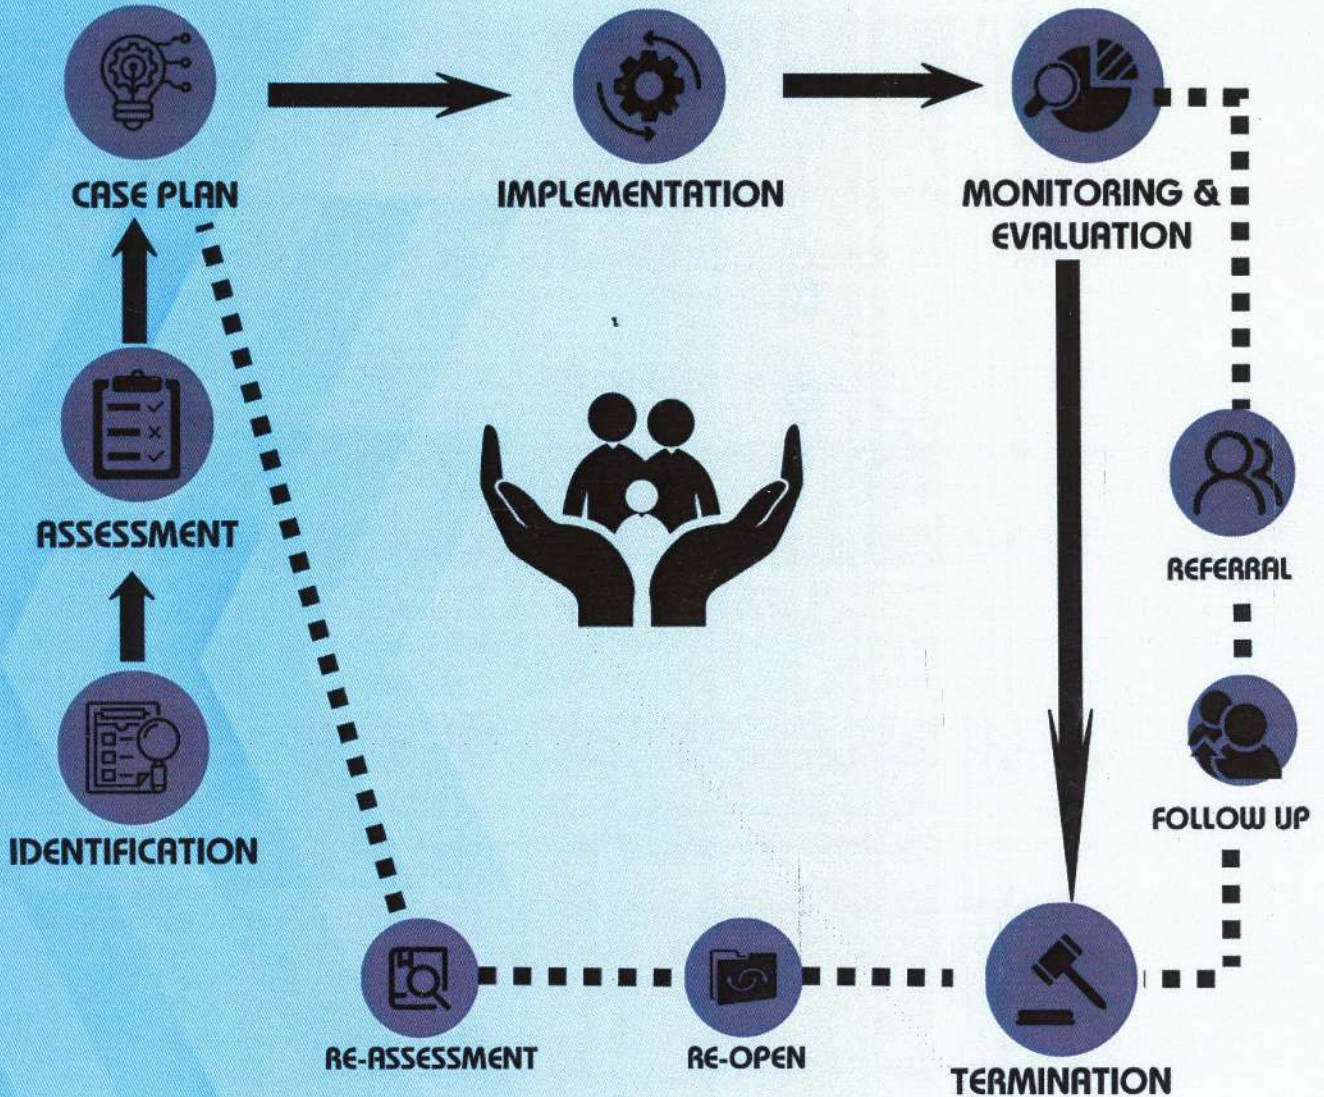 CASE PLAN
IMPLEMENTATION
MONITORING &
EVALUATION
ASSESSMENT
REFERRAL
IDENTIFICATION
FOLLOW UP
RE-ASSESSMENT
RE-OPEN
TERMINATION